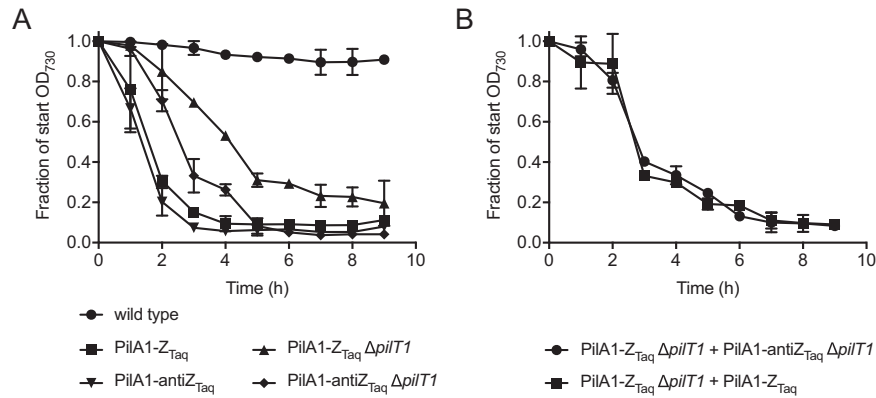 A
Fraction of start OD730
1.0
0.8
0.6
0.4
0.2
0.0
0 2 4 6 8 10
Time (h)
wild type
PilA1-ZTaq
PilA1-antiZTaq
PilA1-ZTaq ΔpilT1
PilA1-antiZTaq ΔpilT1
B
Fraction of start OD730
1.0
0.8
0.6
0.4
0.2
0.0
0 2 4 6 8 10
Time (h)
PilA1-ZTaq ΔpilT1 + PilA1-antiZTaq ΔpilT1
PilA1-ZTaq ΔpilT1 + PilA1-ZTaq